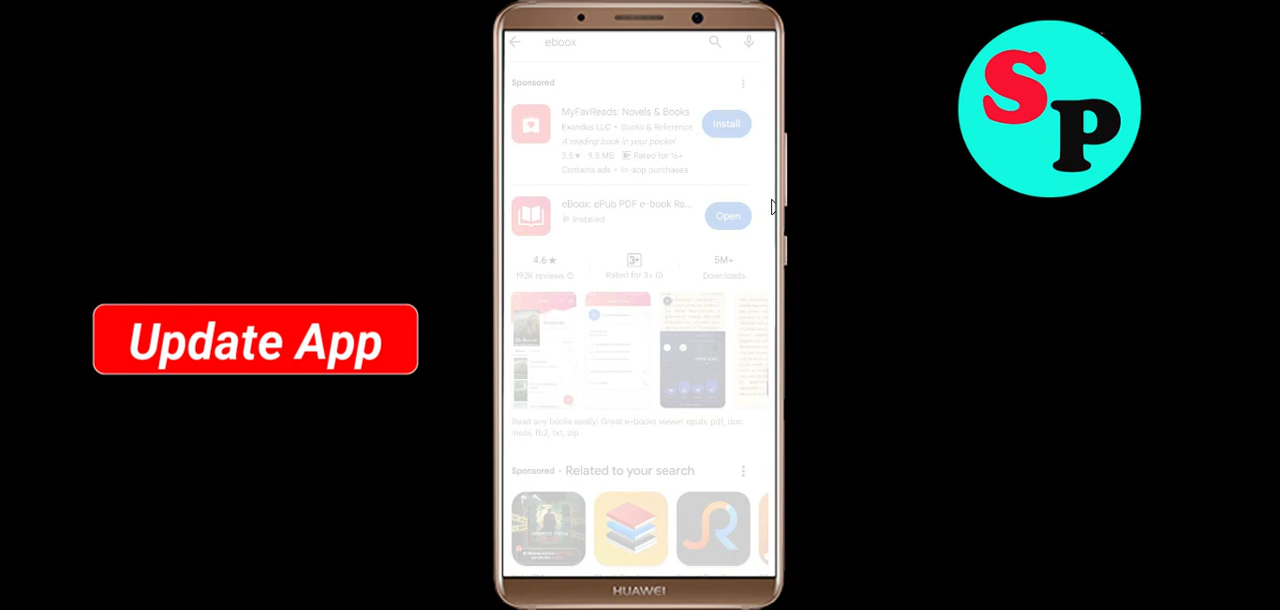 eboox
Sponsored
MyFavReads: Novels & Books
Exandus LLC • Books & Reference
A reading book in your pocket
3.8★ 9.8 MB Rated for 16+
Contains ads • In-app purchases
Install
eBoox: ePub PDF e-book Re...
Installed
Open
4.6★
192K reviews
3+
Rated for 3+
5M+
Downloads
Read any books easily! Great e-books viewer epub, pdf, doc,
mobi, fb2, txt, zip
Sponsored · Related to your search
HUAWEI
Update App
SP